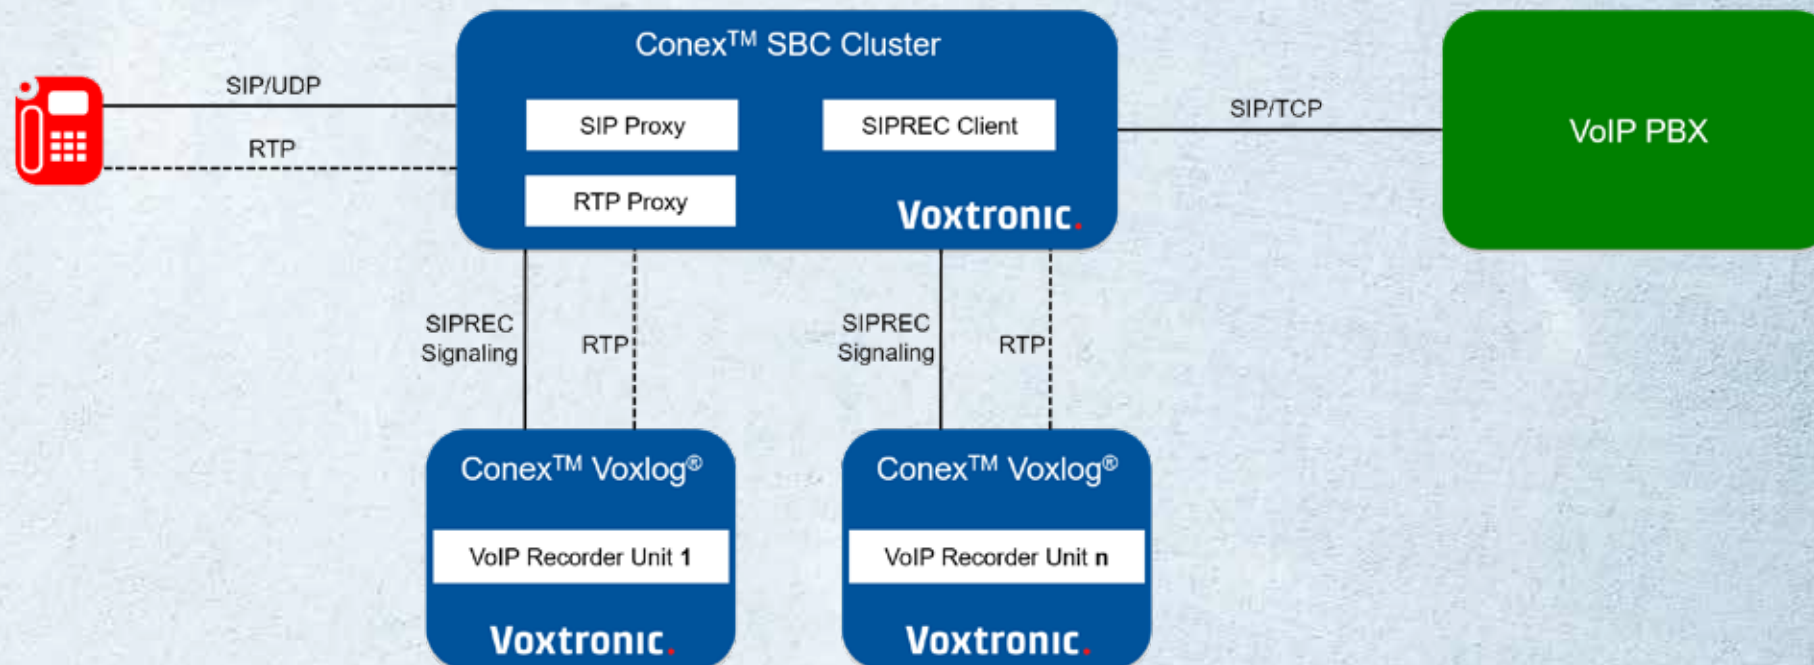 Conex™ SBC Cluster
SIP/UDP
SIP Proxy
SIPREC Client
SIP/TCP
VoIP PBX
RTP
RTP Proxy
Voxtronic.
SIPREC
Signaling
RTP
SIPREC
Signaling
RTP
Conex™ Voxlog®
VoIP Recorder Unit 1
Voxtronic.
Conex™ Voxlog®
VoIP Recorder Unit n
Voxtronic.